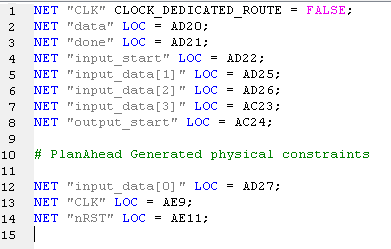 1 NET "CLK" CLOCK_DEDICATED_ROUTE = FALSE;
2 NET "data" LOC = AD20;
3 NET "done" LOC = AD21;
4 NET "input_start" LOC = AD22;
5 NET "input_data[1]" LOC = AD25;
6 NET "input_data[2]" LOC = AD26;
7 NET "input_data[3]" LOC = AC23;
8 NET "output_start" LOC = AC24;
9
10 # PlanAhead Generated physical constraints
11
12 NET "input_data[0]" LOC = AD27;
13 NET "CLK" LOC = AE9;
14 NET "nRST" LOC = AE11;
15